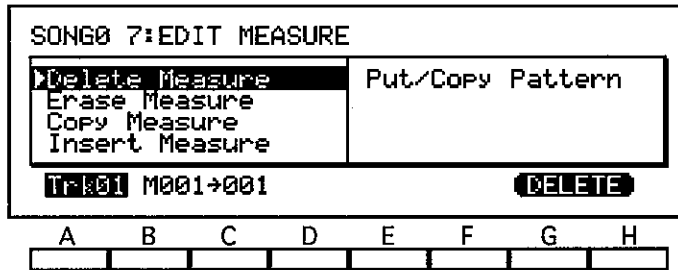 SONG0 7:EDIT MEASURE
Delete Measure
Erase Measure
Copy Measure
Insert Measure
Put/Copy Pattern
Trk01 M001→001
DELETE
A B C D E F G H